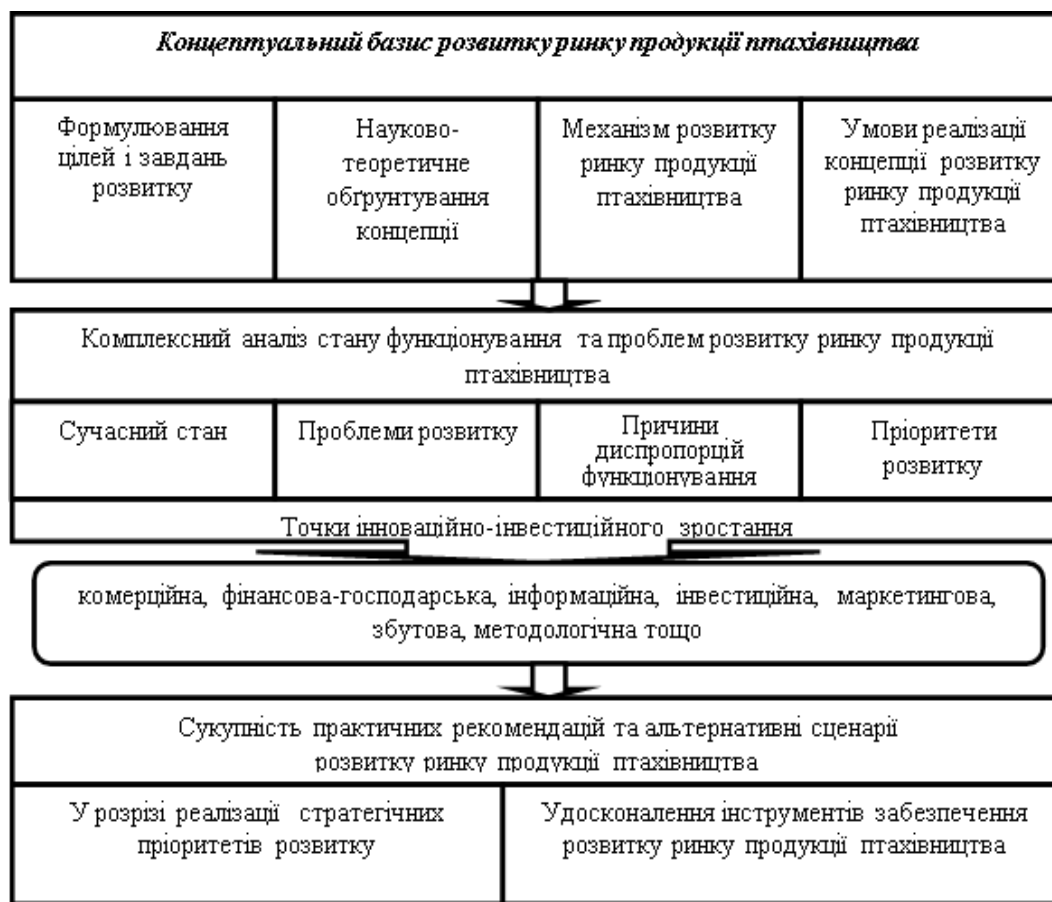 Концептуальний базис розвитку ринку продукції птахівництва
Формулювання
цілей і завдань
розвитку
Науково-
теоретичне
обґрунтування
концепції
Механізм розвитку
ринку продукції
птахівництва
Умови реалізації
концепції розвитку
ринку продукції
птахівництва
Комплексний аналіз стану функціонування та проблем розвитку ринку продукції
птахівництва
Сучасний стан
Проблеми розвитку
Причини
диспропорцій
функціонування
Пріоритети
розвитку
Точки інноваційно-інвестиційного зростання
комерційна, фінансова-господарська, інформаційна, інвестиційна, маркетингова,
збутова, методологічна тощо
Сукупність практичних рекомендацій та альтернативні сценарії
розвитку ринку продукції птахівництва
У розрізі реалізації стратегічних
пріоритетів розвитку
Удосконалення інструментів забезпечення
розвитку ринку продукції птахівництва